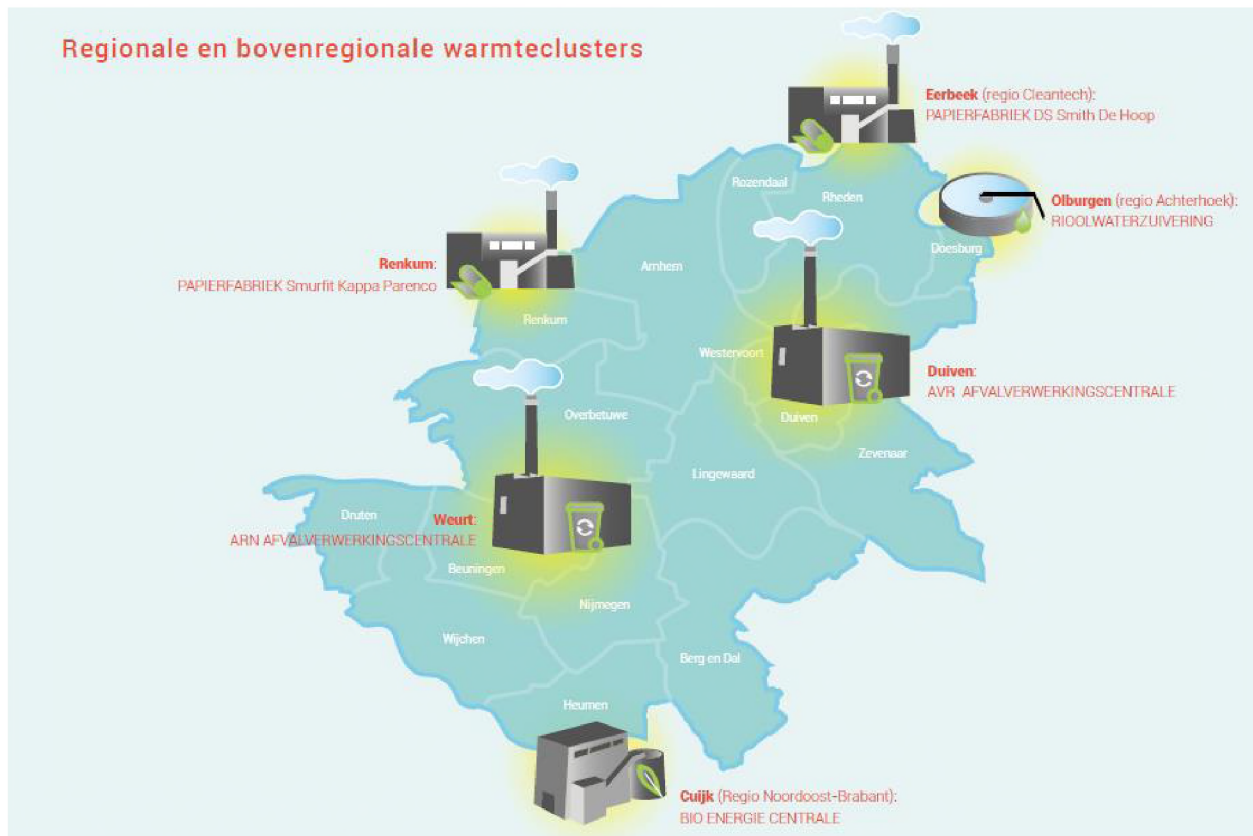 Regionale en bovenregionale warmteclusters
Eerbeek (regio Cleantech):
PAPIERFABRIEK DS Smith De Hoop
Rozendaal
Rheden
Olburgen (regio Achterhoek):
RIOOLWATERZUIVERING
Doesburg
Arnhem
Renkum:
PAPIERFABRIEK Smurfit Kappa Parenco
Renkum
Westervoort
Duiven:
AVR AFVALVERWERKINGSCENTRALE
Overbetuwe
Duiven
Zevenaar
Lingewaard
Druten
Weurt:
ARN AFVALVERWERKINGSCENTRALE
Beuningen
Nijmegen
Wijchen
Berg en Dal
Heumen
Cuijk (Regio Noordoost-Brabant):
BIO ENERGIE CENTRALE